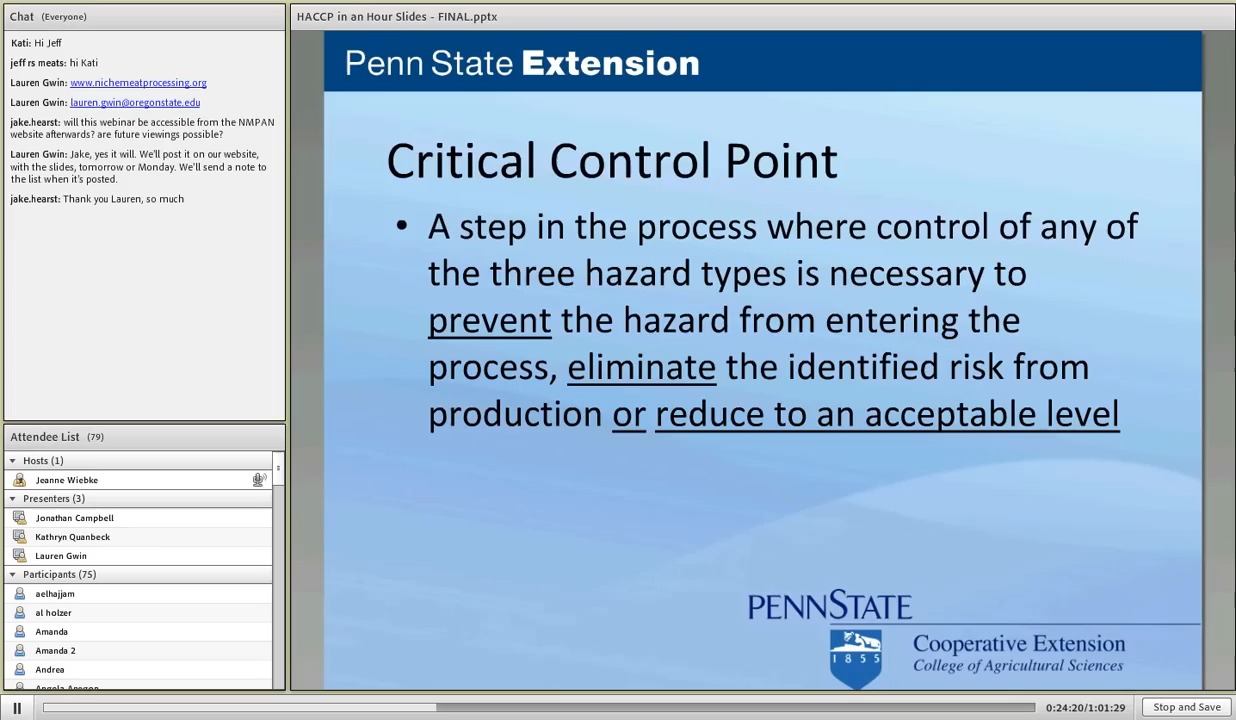 Chat (Everyone)
Kati: Hi Jeff
jeff rs meats: hi Kati
Lauren Gwin: www.nichemeatprocessing.org
Lauren Gwin: lauren.gwin@oregonstate.edu
jake.hearst: will this webinar be accessible from the NMPAN
website afterwards? are future viewings possible?
Lauren Gwin: Jake, yes it will. We'll post it on our website,
with the slides, tomorrow or Monday. We'll send a note to
the list when it's posted.
jake.hearst: Thank you Lauren, so much
Attendee List (79)
Hosts (1)
Jeanne Wiebke
Presenters (3)
Jonathan Campbell
Kathryn Quanbeck
Lauren Gwin
Participants (75)
aelhajjam
al holzer
Amanda
Amanda 2
Andrea
Angela Aregon
HACCP in an Hour Slides - FINAL.pptx
Penn State Extension
Critical Control Point
• A step in the process where control of any of
the three hazard types is necessary to
prevent the hazard from entering the
process, eliminate the identified risk from
production or reduce to an acceptable level
PENNSTATE
1855
Cooperative Extension
College of Agricultural Sciences
0:24:20/1:01:29
Stop and Save